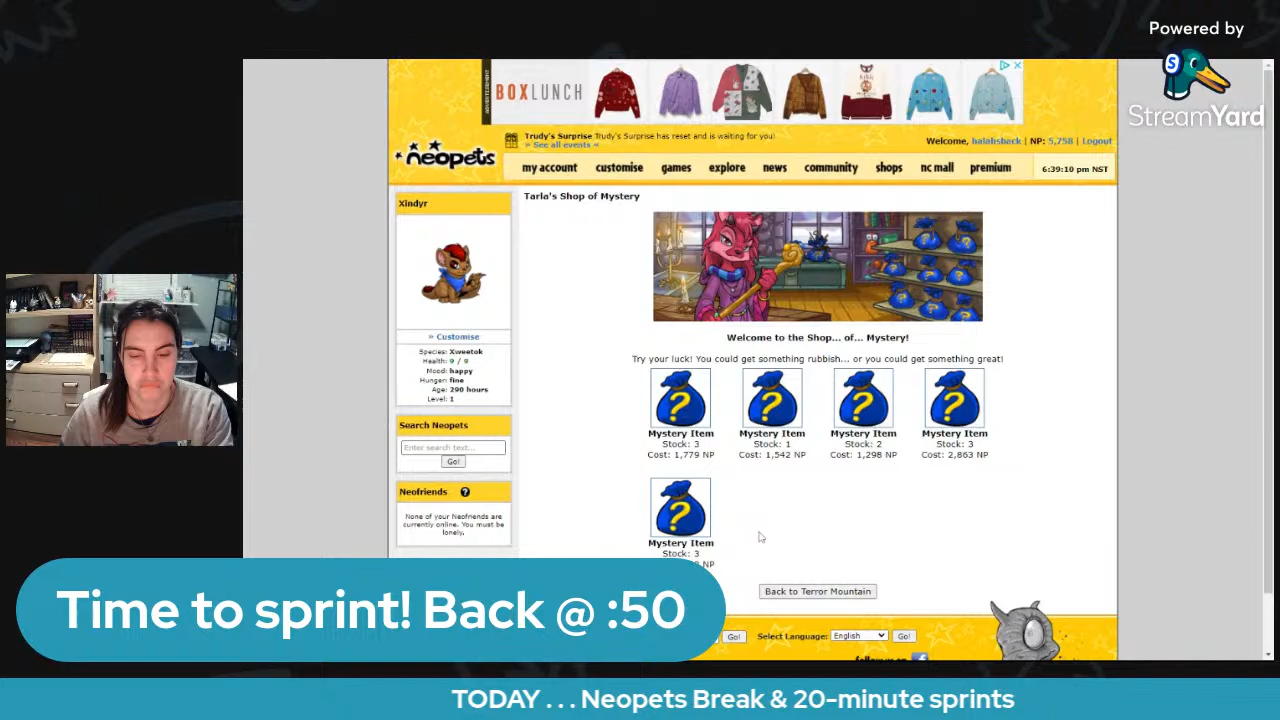 Powered by
StreamYard
ADVERTISEMENT
BOXLUNCH
Trudy's Surprise Trudy's Surprise has reset and is waiting for you!
» See all events «
Welcome, halabsback | NP: 5,758 | Logout
neopets
my account customise games explore news community shops nc mall premium
6:39:10 pm NST
Xindyr
Tarla's Shop of Mystery
» Customise
Species: Xweetok
Health: 9 / 9
Mood: happy
Hunger: fine
Age: 290 hours
Level: 1
Search Neopets
Enter search text...
Go!
Neofriends ?
None of your Neofriends are
currently online. You must be
lonely.
Welcome to the Shop... of... Mystery!
Try your luck! You could get something rubbish... or you could get something great!
? ? ? ?
Mystery Item Mystery Item Mystery Item Mystery Item
Stock: 1 Stock: 2 Stock: 3
Cost: 1,779 NP Cost: 1,542 NP Cost: 1,298 NP Cost: 2,863 NP
?
Mystery Item
Stock: 3
NP
Back to Terror Mountain
Go! Select Language: English Go!
Time to sprint! Back @ :50
TODAY . . . Neopets Break & 20-minute sprints